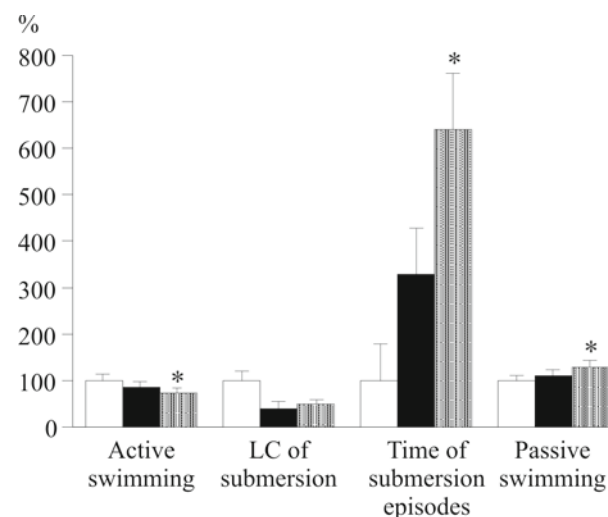 %
800
700
600
500
400
300
200
100
0
*
*
*
Active
swimming
LC of
submersion
Time of
submersion
episodes
Passive
swimming